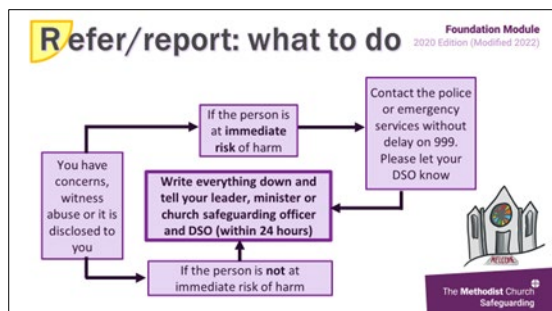 Refer/report: what to do
Foundation Module
2020 Edition (Modified 2022)
You have
concerns,
witness
abuse or it is
disclosed to
you
If the person is
at immediate
risk of harm
Contact the police
or emergency
services without
delay on 999.
Please let your
DSO know
Write everything down and
tell your leader, minister or
church safeguarding officer
and DSO (within 24 hours)
If the person is not at
immediate risk of harm
WELCOME
The Methodist Church
Safeguarding